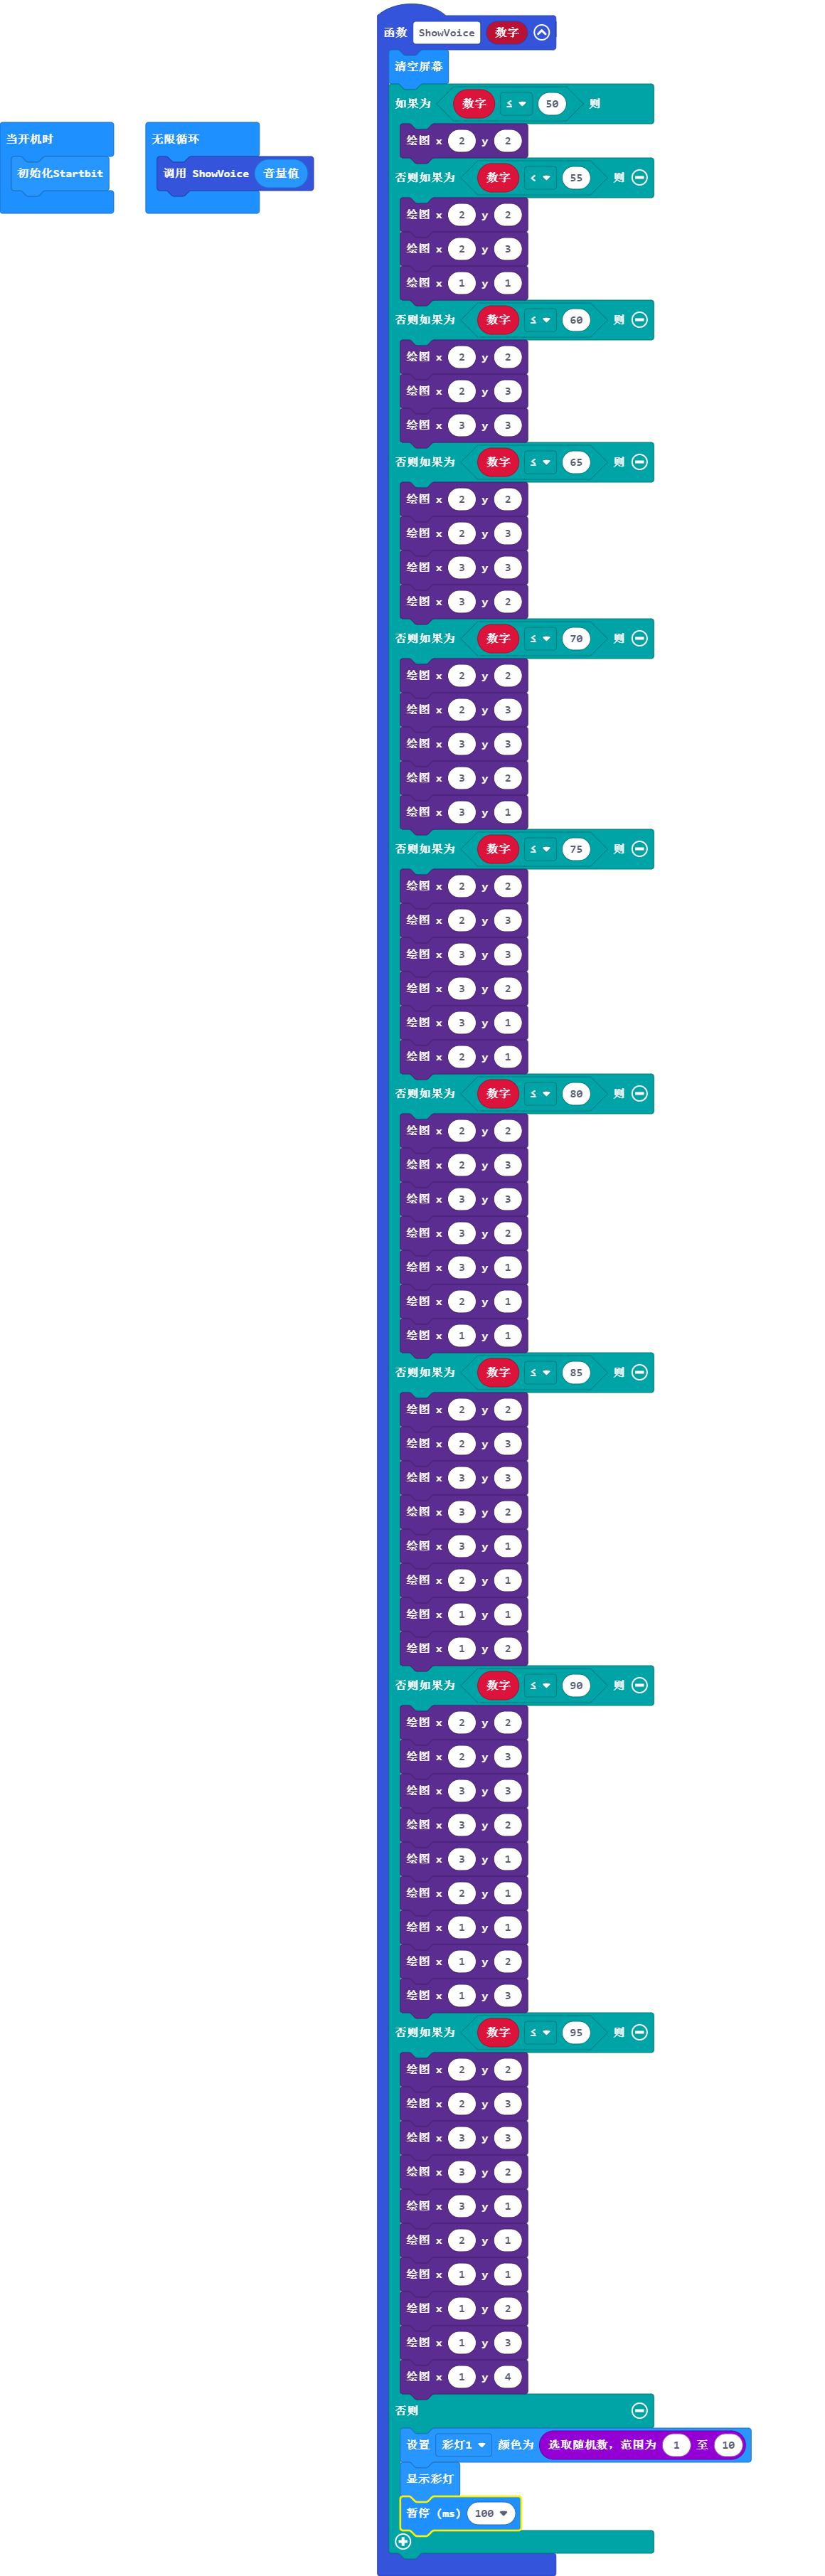 当开机时
初始化Startbit
无限循环
调用 ShowVoice 音量值
函数 ShowVoice 数字
清空屏幕
如果为 数字 ≤ 50 则
绘图 x 2 y 2
否则如果为 数字 < 55 则
绘图 x 2 y 2
绘图 x 2 y 3
绘图 x 1 y 1
否则如果为 数字 ≤ 60 则
绘图 x 2 y 2
绘图 x 2 y 3
绘图 x 3 y 3
否则如果为 数字 ≤ 65 则
绘图 x 2 y 2
绘图 x 2 y 3
绘图 x 3 y 3
绘图 x 3 y 2
否则如果为 数字 ≤ 70 则
绘图 x 2 y 2
绘图 x 2 y 3
绘图 x 3 y 3
绘图 x 3 y 2
绘图 x 3 y 1
否则如果为 数字 ≤ 75 则
绘图 x 2 y 2
绘图 x 2 y 3
绘图 x 3 y 3
绘图 x 3 y 2
绘图 x 3 y 1
绘图 x 2 y 1
否则如果为 数字 ≤ 80 则
绘图 x 2 y 2
绘图 x 2 y 3
绘图 x 3 y 3
绘图 x 3 y 2
绘图 x 3 y 1
绘图 x 2 y 1
绘图 x 1 y 1
否则如果为 数字 ≤ 85 则
绘图 x 2 y 2
绘图 x 2 y 3
绘图 x 3 y 3
绘图 x 3 y 2
绘图 x 3 y 1
绘图 x 2 y 1
绘图 x 1 y 1
绘图 x 1 y 2
否则如果为 数字 ≤ 90 则
绘图 x 2 y 2
绘图 x 2 y 3
绘图 x 3 y 3
绘图 x 3 y 2
绘图 x 3 y 1
绘图 x 2 y 1
绘图 x 1 y 1
绘图 x 1 y 2
绘图 x 1 y 3
否则如果为 数字 ≤ 95 则
绘图 x 2 y 2
绘图 x 2 y 3
绘图 x 3 y 3
绘图 x 3 y 2
绘图 x 3 y 1
绘图 x 2 y 1
绘图 x 1 y 1
绘图 x 1 y 2
绘图 x 1 y 3
绘图 x 1 y 4
否则
设置 彩灯1 颜色为 选取随机数，范围为 1 至 10
显示彩灯
暂停 (ms) 100